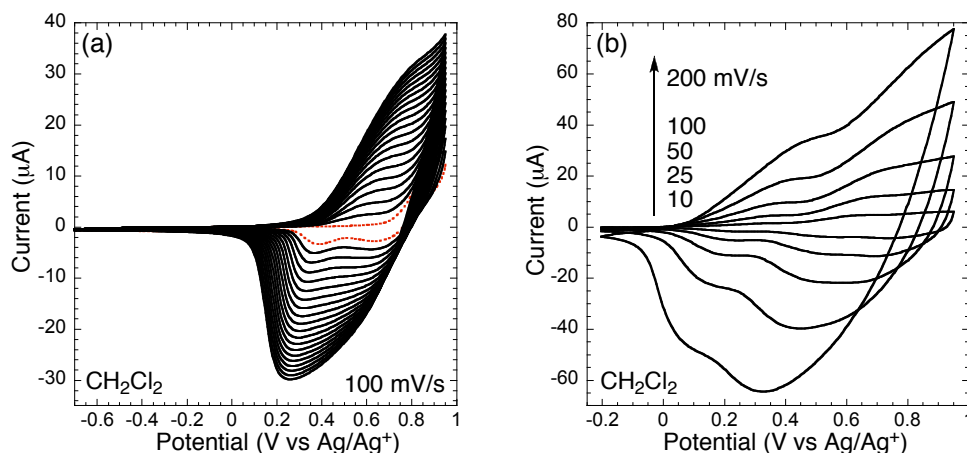 (a)
40
30
20
10
0
-10
-20
-30
Current (µA)
CH₂Cl₂
100 mV/s
-0.6 -0.4 -0.2 0 0.2 0.4 0.6 0.8 1
Potential (V vs Ag/Ag⁺)
(b)
80
60
40
20
0
-20
-40
-60
Current (µA)
200 mV/s
100
50
25
10
CH₂Cl₂
-0.2 0 0.2 0.4 0.6 0.8 1
Potential (V vs Ag/Ag⁺)